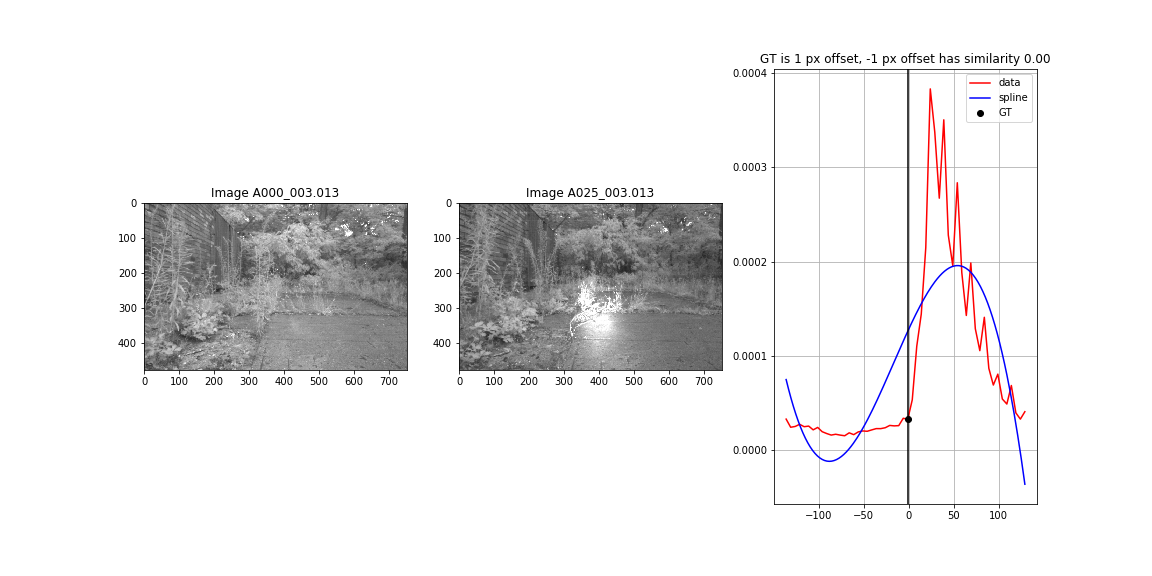 GT is 1 px offset, -1 px offset has similarity 0.00
0.0004
data
spline
GT
0.0003
Image A000_003.013
Image A025_003.013
0
0
100
100
200
200
0.0002
300
300
400
400
0.0001
0 100 200 300 400 500 600 700
0 100 200 300 400 500 600 700
0.0000
−100 −50 0 50 100